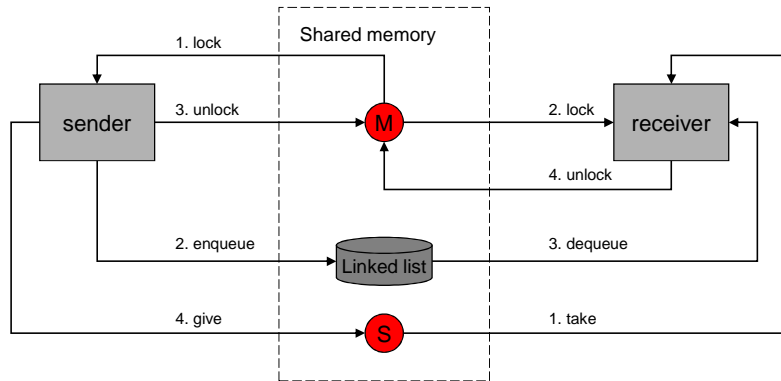 Shared memory
1. lock
sender
3. unlock
M
2. lock
receiver
4. unlock
2. enqueue
Linked list
3. dequeue
4. give
S
1. take